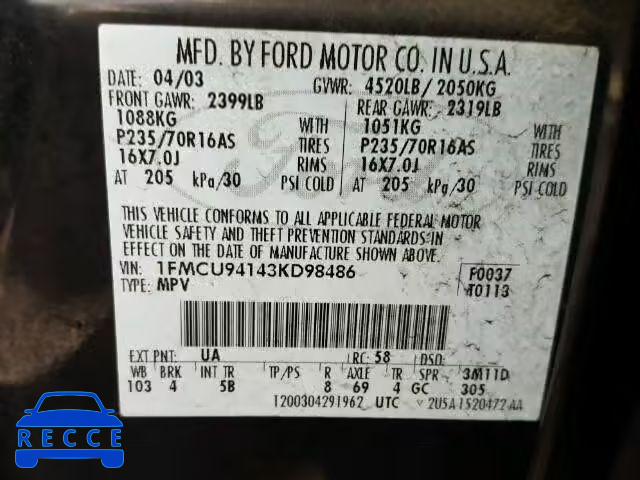 MFD. BY FORD MOTOR CO. IN U.S.A.
DATE: 04/03 GVWR: 4520LB/ 2050KG
FRONT GAWR: 2399LB REAR GAWR: 2319LB
1088KG WITH 1051KG WITH
P235/70R16AS TIRES P235/70R16AS TIRES
16X7.0J RIMS 16X7.0J RIMS
AT 205 kPa/30 PSI COLD AT 205 kPa/30 PSI COLD
THIS VEHICLE CONFORMS TO ALL APPLICABLE FEDERAL MOTOR
VEHICLE SAFETY AND THEFT PREVENTION STANDARDS IN
EFFECT ON THE DATE OF MANUFACTURE SHOWN ABOVE.
VIN: 1FMCU94143KD98486 F0037
TYPE: MPV T0113
EXT PNT: UA RC: 58 DSO:
WB BRK INT TR TP/PS R AXLE TR SPR 3M11D
103 4 5B 8 69 4 GC 305
1200304291962 UTC 2U5A 1520472 AA
RECCE
Ford